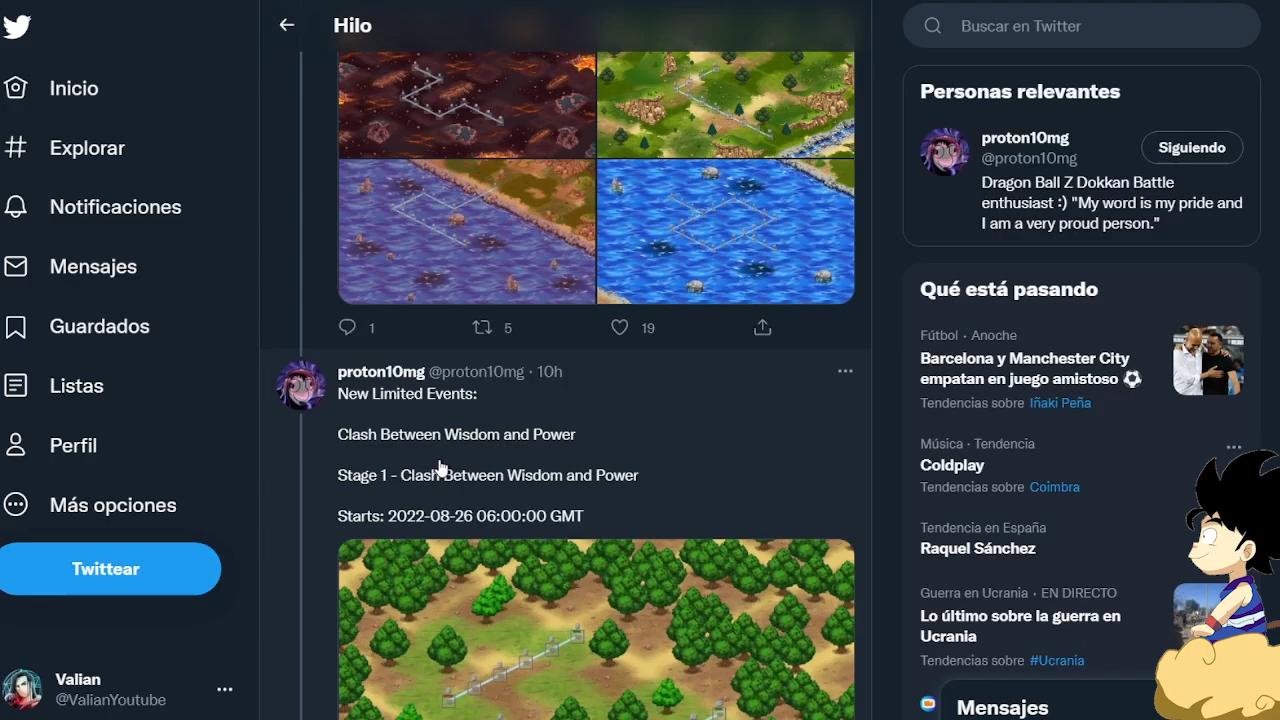 Inicio
Explorar
Notificaciones
Mensajes
Guardados
Listas
Perfil
Más opciones
Twittear
Valian
@ValianYoutube
Hilo
1
5
19
proton10mg @proton10mg · 10h
New Limited Events:
Clash Between Wisdom and Power
Stage 1 - Clash Between Wisdom and Power
Starts: 2022-08-26 06:00:00 GMT
Buscar en Twitter
Personas relevantes
proton10mg
@proton10mg
Siguiendo
Dragon Ball Z Dokkan Battle
enthusiast :) "My word is my pride and
I am a very proud person."
Qué está pasando
Fútbol · Anoche
Barcelona y Manchester City
empatan en juego amistoso ⚽
Tendencias sobre Iñaki Peña
Música · Tendencia
Coldplay
Tendencias sobre Coimbra
Tendencia en España
Raquel Sánchez
Guerra en Ucrania · EN DIRECTO
Lo último sobre la guerra en
Ucrania
Tendencias sobre #Ucrania
Mensajes